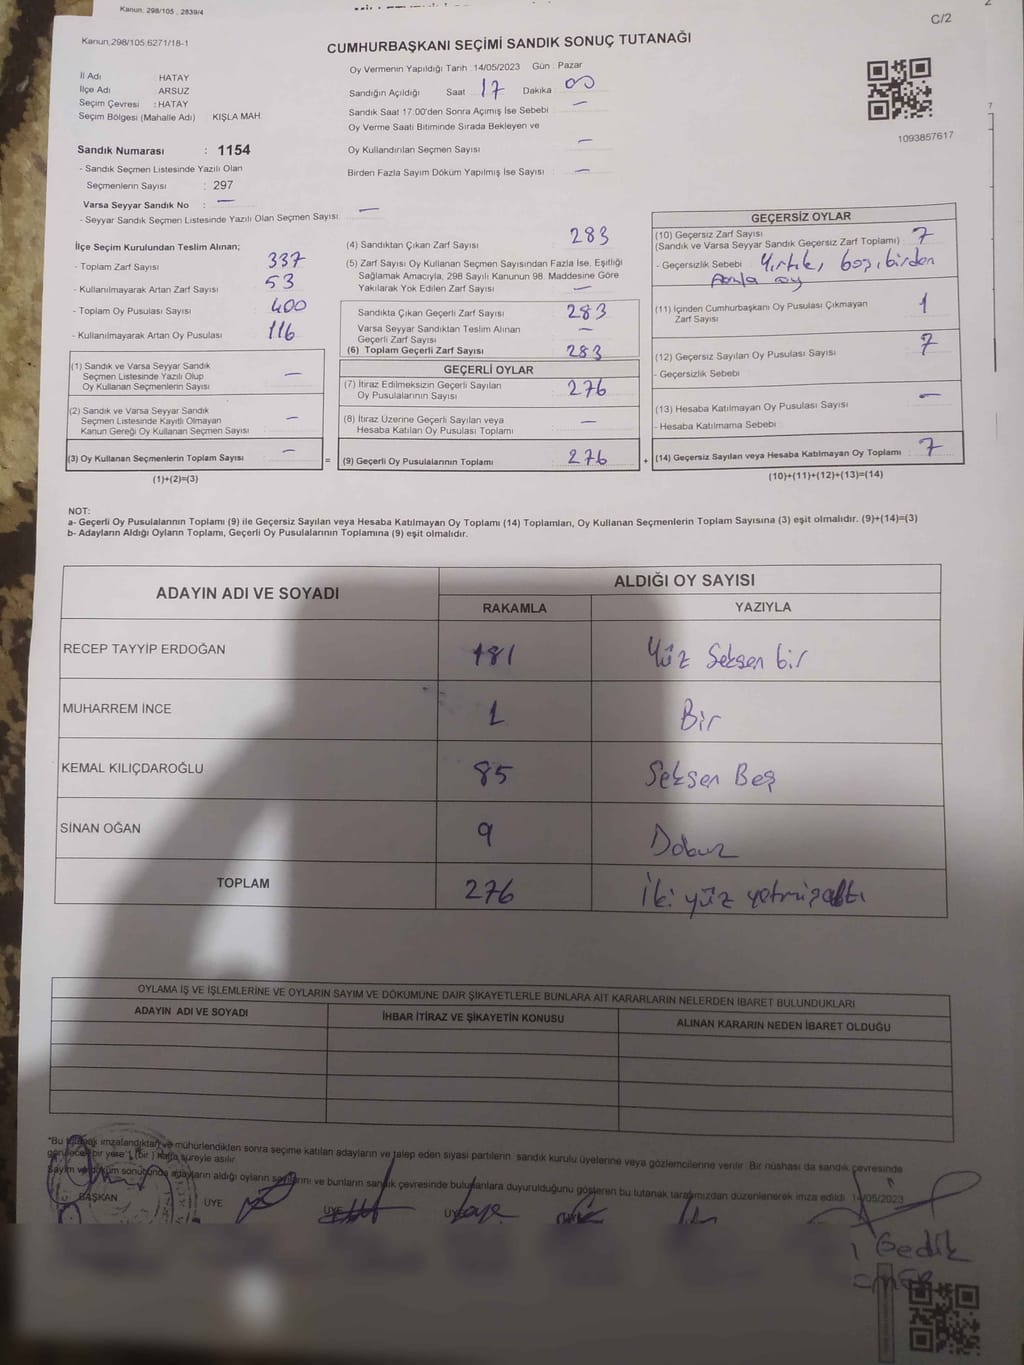 Kanun, 298/105 , 2839/4
C/2
Kanun,298/105,6271/18-1
CUMHURBAŞKANI SEÇİMİ SANDIK SONUÇ TUTANAĞI
İl Adı : HATAY
İlçe Adı : ARSUZ
Seçim Çevresi : HATAY
Seçim Bölgesi (Mahalle Adı) : KIŞLA MAH.
Oy Vermenin Yapıldığı Tarih :14/05/2023 Gün : Pazar
Sandığın Açıldığı Saat 17 Dakika : 00
Sandık Saat 17:00'den Sonra Açımış İse Sebebi : —
Oy Verme Saati Bitiminde Sırada Bekleyen ve
Oy Kullandırılan Seçmen Sayısı : —
Birden Fazla Sayım Döküm Yapılmış İse Sayısı : —
1093857617
Sandık Numarası : 1154
- Sandık Seçmen Listesinde Yazılı Olan
Seçmenlerin Sayısı : 297
Varsa Seyyar Sandık No : —
- Seyyar Sandık Seçmen Listesinde Yazılı Olan Seçmen Sayısı: —
İlçe Seçim Kurulundan Teslim Alınan;
- Toplam Zarf Sayısı : 337
- Kullanılmayarak Artan Zarf Sayısı : 53
- Toplam Oy Pusulası Sayısı : 400
- Kullanılmayarak Artan Oy Pusulası : 116
(1) Sandık ve Varsa Seyyar Sandık
Seçmen Listesinde Yazılı Olup
Oy Kullanan Seçmenlerin Sayısı : —
(2) Sandık ve Varsa Seyyar Sandık
Seçmen Listesinde Kayıtlı Olmayan
Kanun Gereği Oy Kullanan Seçmen Sayısı : —
(3) Oy Kullanan Seçmenlerin Toplam Sayısı : —
(1)+(2)=(3)
(4) Sandıktan Çıkan Zarf Sayısı : 283
(5) Zarf Sayısı Oy Kullanan Seçmen Sayısından Fazla İse, Eşitliği
Sağlamak Amacıyla, 298 Sayılı Kanunun 98. Maddesine Göre
Yakılarak Yok Edilen Zarf Sayısı : —
Sandıkta Çıkan Geçerli Zarf Sayısı : 283
Varsa Seyyar Sandıktan Teslim Alınan
Geçerli Zarf Sayısı : —
(6) Toplam Geçerli Zarf Sayısı : 283
GEÇERLİ OYLAR
(7) İtiraz Edilmeksizin Geçerli Sayılan
Oy Pusulalarının Sayısı : 276
(8) İtiraz Üzerine Geçerli Sayılan veya
Hesaba Katılan Oy Pusulası Toplamı : —
= (9) Geçerli Oy Pusulalarının Toplamı : 276
GEÇERSİZ OYLAR
(10) Geçersiz Zarf Sayısı
(Sandık ve Varsa Seyyar Sandık Geçersiz Zarf Toplamı) : 7
- Geçersizlik Sebebi : Yırtık, boş, birden
Fazla oy
(11) İçinden Cumhurbaşkanı Oy Pusulası Çıkmayan
Zarf Sayısı : 1
(12) Geçersiz Sayılan Oy Pusulası Sayısı : 7
- Geçersizlik Sebebi :
(13) Hesaba Katılmayan Oy Pusulası Sayısı : —
- Hesaba Katılmama Sebebi
+ (14) Geçersiz Sayılan veya Hesaba Katılmayan Oy Toplamı : 7
(10)+(11)+(12)+(13)=(14)
NOT:
a- Geçerli Oy Pusulalarının Toplamı (9) ile Geçersiz Sayılan veya Hesaba Katılmayan Oy Toplamı (14) Toplamları, Oy Kullanan Seçmenlerin Toplam Sayısına (3) eşit olmalıdır. (9)+(14)=(3)
b- Adayların Aldığı Oyların Toplamı, Geçerli Oy Pusulalarının Toplamına (9) eşit olmalıdır.
ADAYIN ADI VE SOYADI ALDIĞI OY SAYISI
RAKAMLA YAZIYLA
RECEP TAYYİP ERDOĞAN 181 Yüz Seksen bir
MUHARREM İNCE 1 Bir
KEMAL KILIÇDAROĞLU 85 Seksen Beş
SİNAN OĞAN 9 Dokuz
TOPLAM 276 İki yüz yetmişaltı
OYLAMA İŞ VE İŞLEMLERİNE VE OYLARIN SAYIM VE DÖKÜMÜNE DAİR ŞİKAYETLERLE BUNLARA AİT KARARLARIN NELERDEN İBARET BULUNDUKLARI
ADAYIN ADI VE SOYADI İHBAR İTİRAZ VE ŞİKAYETİN KONUSU ALINAN KARARIN NEDEN İBARET OLDUĞU
*Bu tutanak imzalandıktan ve mühürlendikten sonra seçime katılan adayların ve talep eden siyasi partilerin sandık kurulu üyelerine veya gözlemcilerine verilir. Bir nüshası da sandık çevresinde
görülecek bir yere 1 (bir ) hafta süreyle asılır.
Sayım ve döküm sonucunda adayların aldığı oyların sayılarını ve bunların sandık çevresinde bulunanlara duyurulduğunu gösteren bu tutanak tarafımızdan düzenlenerek imza edildi. 14/05/2023
BAŞKAN ÜYE ÜYE ÜYE
Gedik